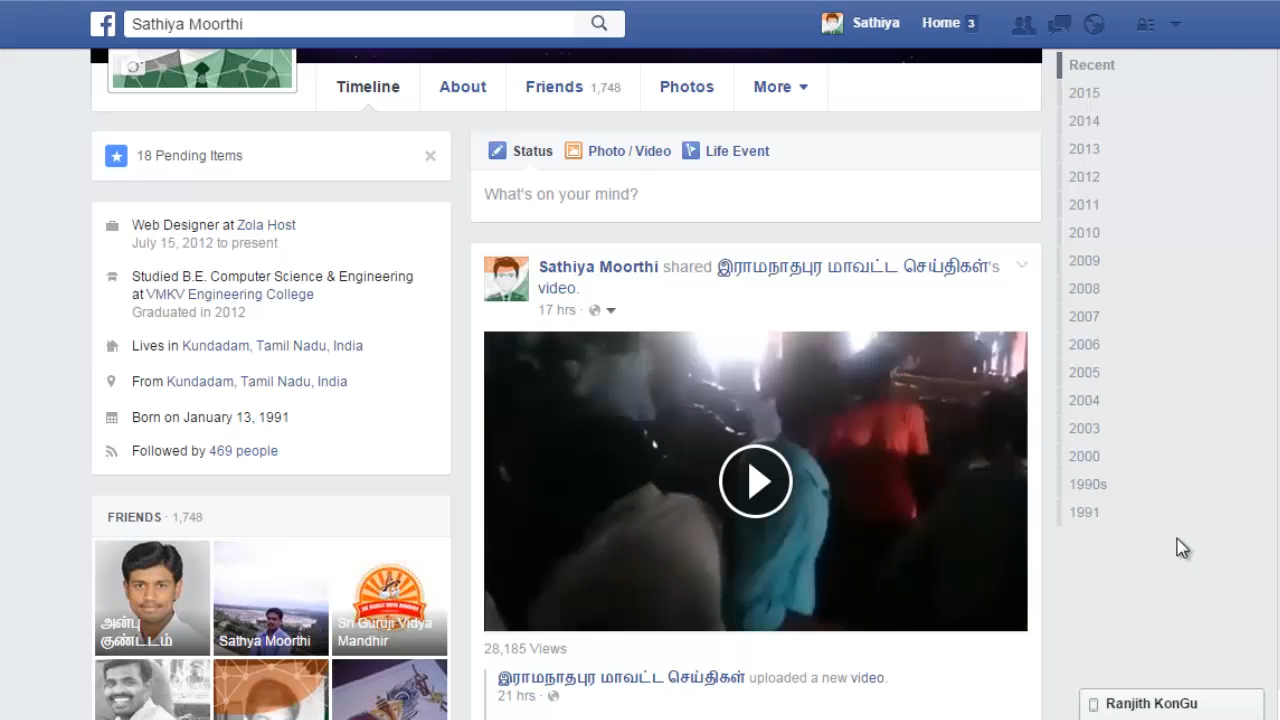 Sathiya Moorthi
Sathiya
Home 3
Timeline
About
Friends 1,748
Photos
More
Recent
2015
2014
2013
2012
2011
2010
2009
2008
2007
2006
2005
2004
2003
2000
1990s
1991
18 Pending Items
Web Designer at Zola Host
July 15, 2012 to present
Studied B.E. Computer Science & Engineering
at VMKV Engineering College
Graduated in 2012
Lives in Kundadam, Tamil Nadu, India
From Kundadam, Tamil Nadu, India
Born on January 13, 1991
Followed by 469 people
FRIENDS · 1,748
அன்பு
குண்டடம்
Sathya Moorthi
Sri Guruji Vidya
Mandhir
Status
Photo / Video
Life Event
What's on your mind?
Sathiya Moorthi shared இராமநாதபுர மாவட்ட செய்திகள்'s
video.
17 hrs ·
28,185 Views
இராமநாதபுர மாவட்ட செய்திகள் uploaded a new video.
21 hrs ·
Ranjith KonGu